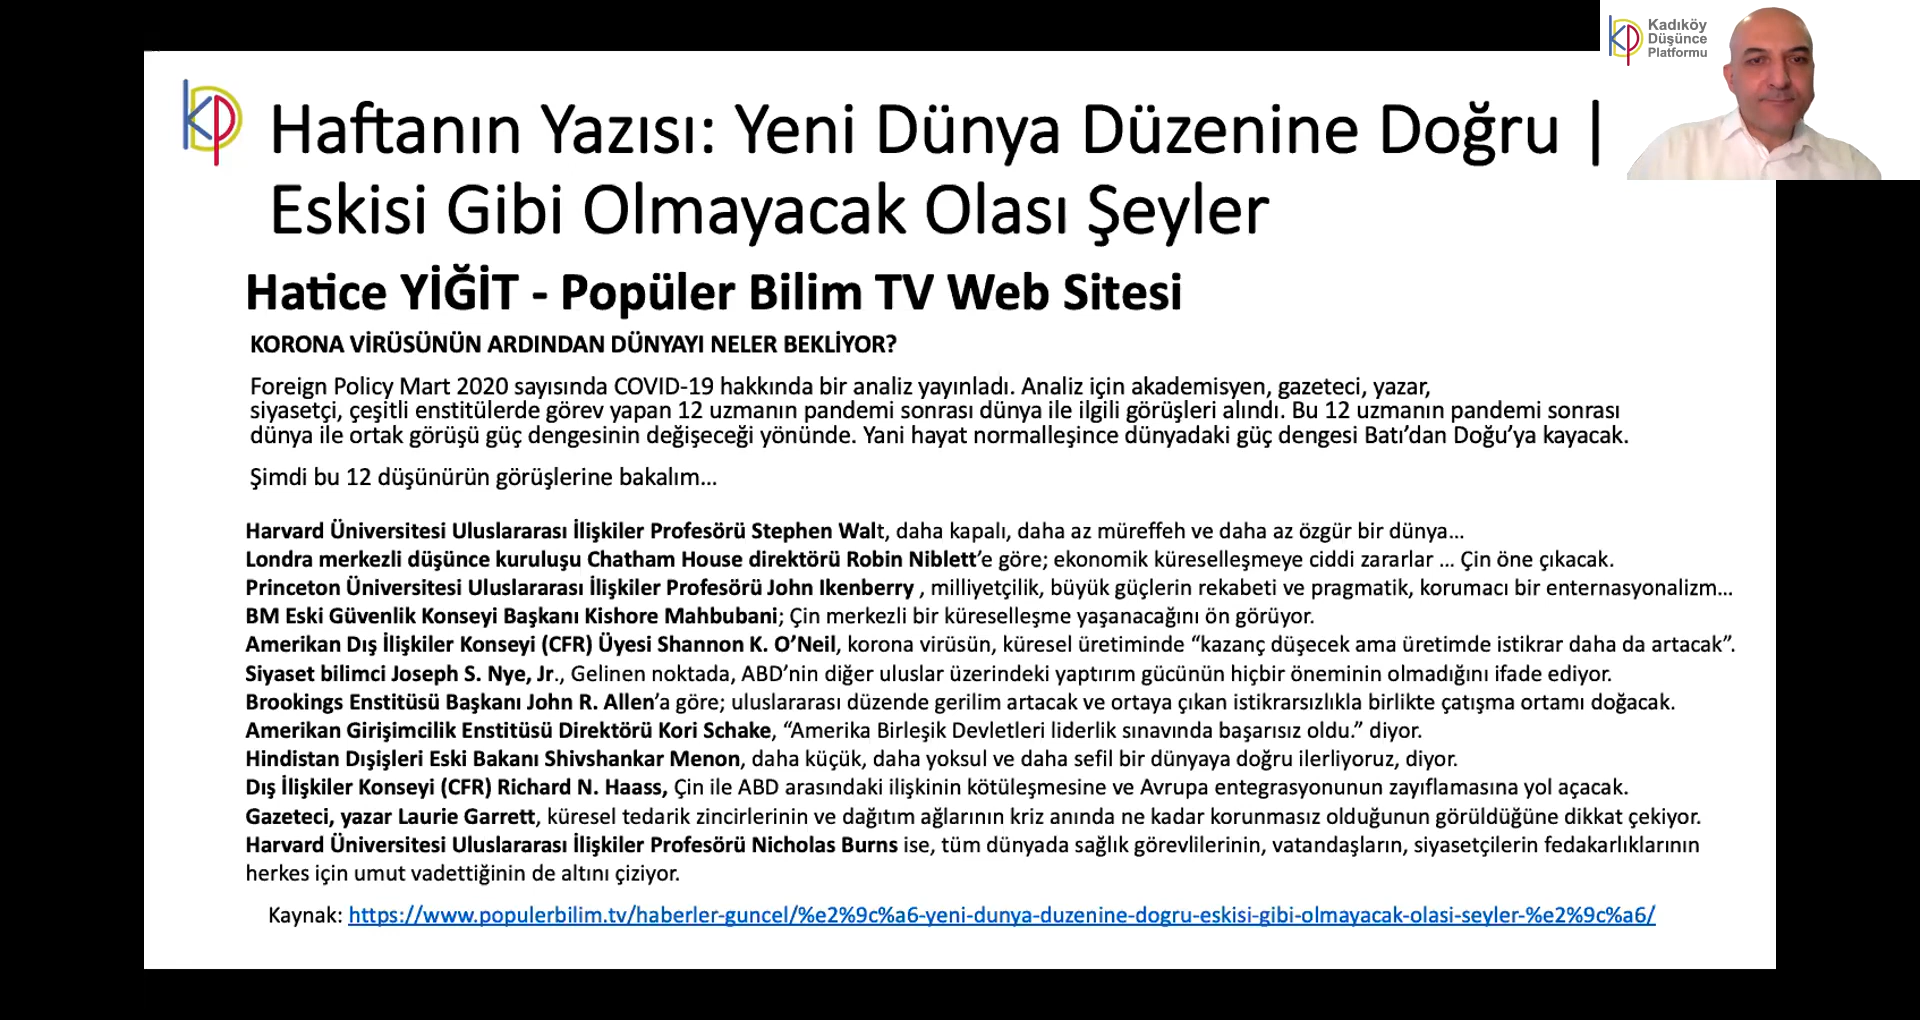 Kadıköy
Düşünce
Platformu
Haftanın Yazısı: Yeni Dünya Düzenine Doğru |
Eskisi Gibi Olmayacak Olası Şeyler
Hatice YİĞİT - Popüler Bilim TV Web Sitesi
KORONA VİRÜSÜNÜN ARDINDAN DÜNYAYI NELER BEKLİYOR?
Foreign Policy Mart 2020 sayısında COVID-19 hakkında bir analiz yayınladı. Analiz için akademisyen, gazeteci, yazar,
siyasetçi, çeşitli enstitülerde görev yapan 12 uzmanın pandemi sonrası dünya ile ilgili görüşleri alındı. Bu 12 uzmanın pandemi sonrası
dünya ile ortak görüşü güç dengesinin değişeceği yönünde. Yani hayat normalleşince dünyadaki güç dengesi Batı’dan Doğu’ya kayacak.
Şimdi bu 12 düşünürün görüşlerine bakalım...
Harvard Üniversitesi Uluslararası İlişkiler Profesörü Stephen Walt, daha kapalı, daha az müreffeh ve daha az özgür bir dünya...
Londra merkezli düşünce kuruluşu Chatham House direktörü Robin Niblett’e göre; ekonomik küreselleşmeye ciddi zararlar ... Çin öne çıkacak.
Princeton Üniversitesi Uluslararası İlişkiler Profesörü John Ikenberry , milliyetçilik, büyük güçlerin rekabeti ve pragmatik, korumacı bir enternasyonalizm...
BM Eski Güvenlik Konseyi Başkanı Kishore Mahbubani; Çin merkezli bir küreselleşme yaşanacağını ön görüyor.
Amerikan Dış İlişkiler Konseyi (CFR) Üyesi Shannon K. O’Neil, korona virüsün, küresel üretiminde “kazanç düşecek ama üretimde istikrar daha da artacak”.
Siyaset bilimci Joseph S. Nye, Jr., Gelinen noktada, ABD’nin diğer uluslar üzerindeki yaptırım gücünün hiçbir öneminin olmadığını ifade ediyor.
Brookings Enstitüsü Başkanı John R. Allen’a göre; uluslararası düzende gerilim artacak ve ortaya çıkan istikrarsızlıkla birlikte çatışma ortamı doğacak.
Amerikan Girişimcilik Enstitüsü Direktörü Kori Schake, “Amerika Birleşik Devletleri liderlik sınavında başarısız oldu.” diyor.
Hindistan Dışişleri Eski Bakanı Shivshankar Menon, daha küçük, daha yoksul ve daha sefil bir dünyaya doğru ilerliyoruz, diyor.
Dış İlişkiler Konseyi (CFR) Richard N. Haass, Çin ile ABD arasındaki ilişkinin kötüleşmesine ve Avrupa entegrasyonunun zayıflamasına yol açacak.
Gazeteci, yazar Laurie Garrett, küresel tedarik zincirlerinin ve dağıtım ağlarının kriz anında ne kadar korunmasız olduğunun görüldüğüne dikkat çekiyor.
Harvard Üniversitesi Uluslararası İlişkiler Profesörü Nicholas Burns ise, tüm dünyada sağlık görevlilerinin, vatandaşların, siyasetçilerin fedakarlıklarının
herkes için umut vadettiğinin de altını çiziyor.
Kaynak: https://www.populerbilim.tv/haberler-guncel/%e2%9c%a6-yeni-dunya-duzenine-dogru-eskisi-gibi-olmayacak-olasi-seyler-%e2%9c%a6/